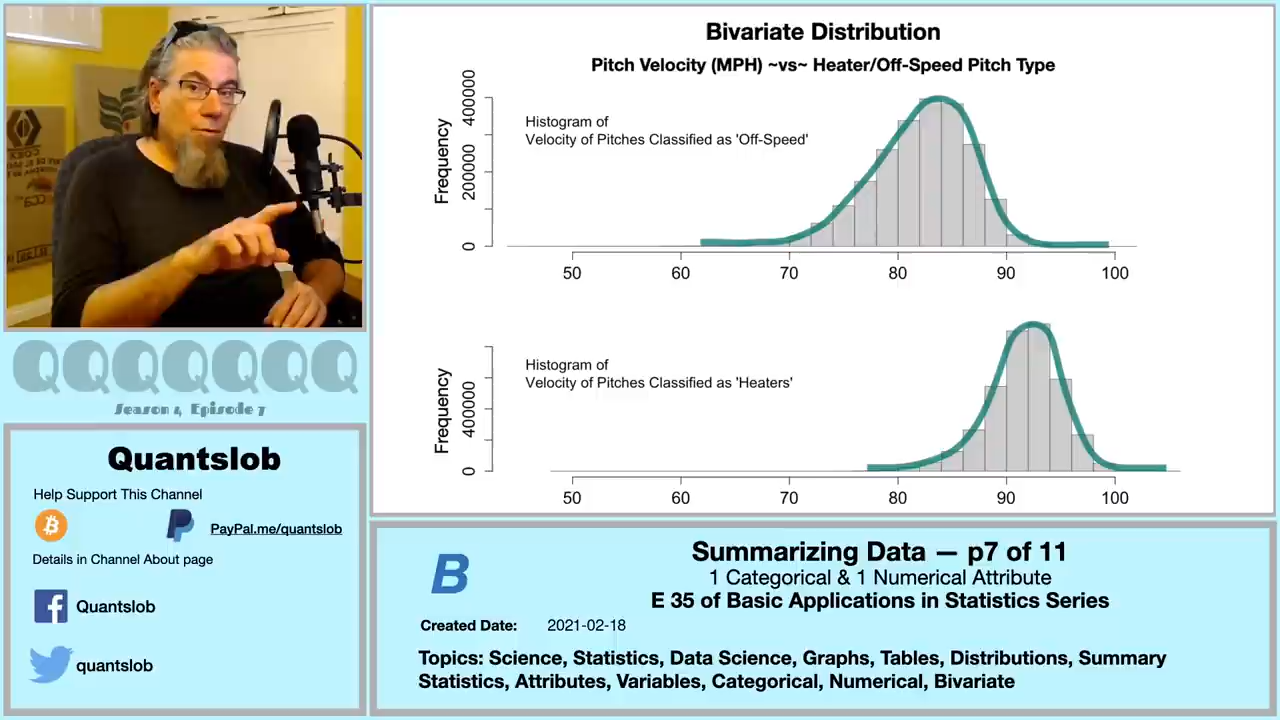 Bivariate Distribution
Pitch Velocity (MPH) ~vs~ Heater/Off-Speed Pitch Type
Histogram of
Velocity of Pitches Classified as 'Off-Speed'
Frequency
400000
200000
0
50 60 70 80 90 100
Histogram of
Velocity of Pitches Classified as 'Heaters'
Frequency
400000
0
50 60 70 80 90 100
QQQQQQQ
Season 4, Episode 7
Quantslob
Help Support This Channel
PayPal.me/quantslob
Details in Channel About page
Quantslob
quantslob
B
Summarizing Data — p7 of 11
1 Categorical & 1 Numerical Attribute
E 35 of Basic Applications in Statistics Series
Created Date: 2021-02-18
Topics: Science, Statistics, Data Science, Graphs, Tables, Distributions, Summary
Statistics, Attributes, Variables, Categorical, Numerical, Bivariate